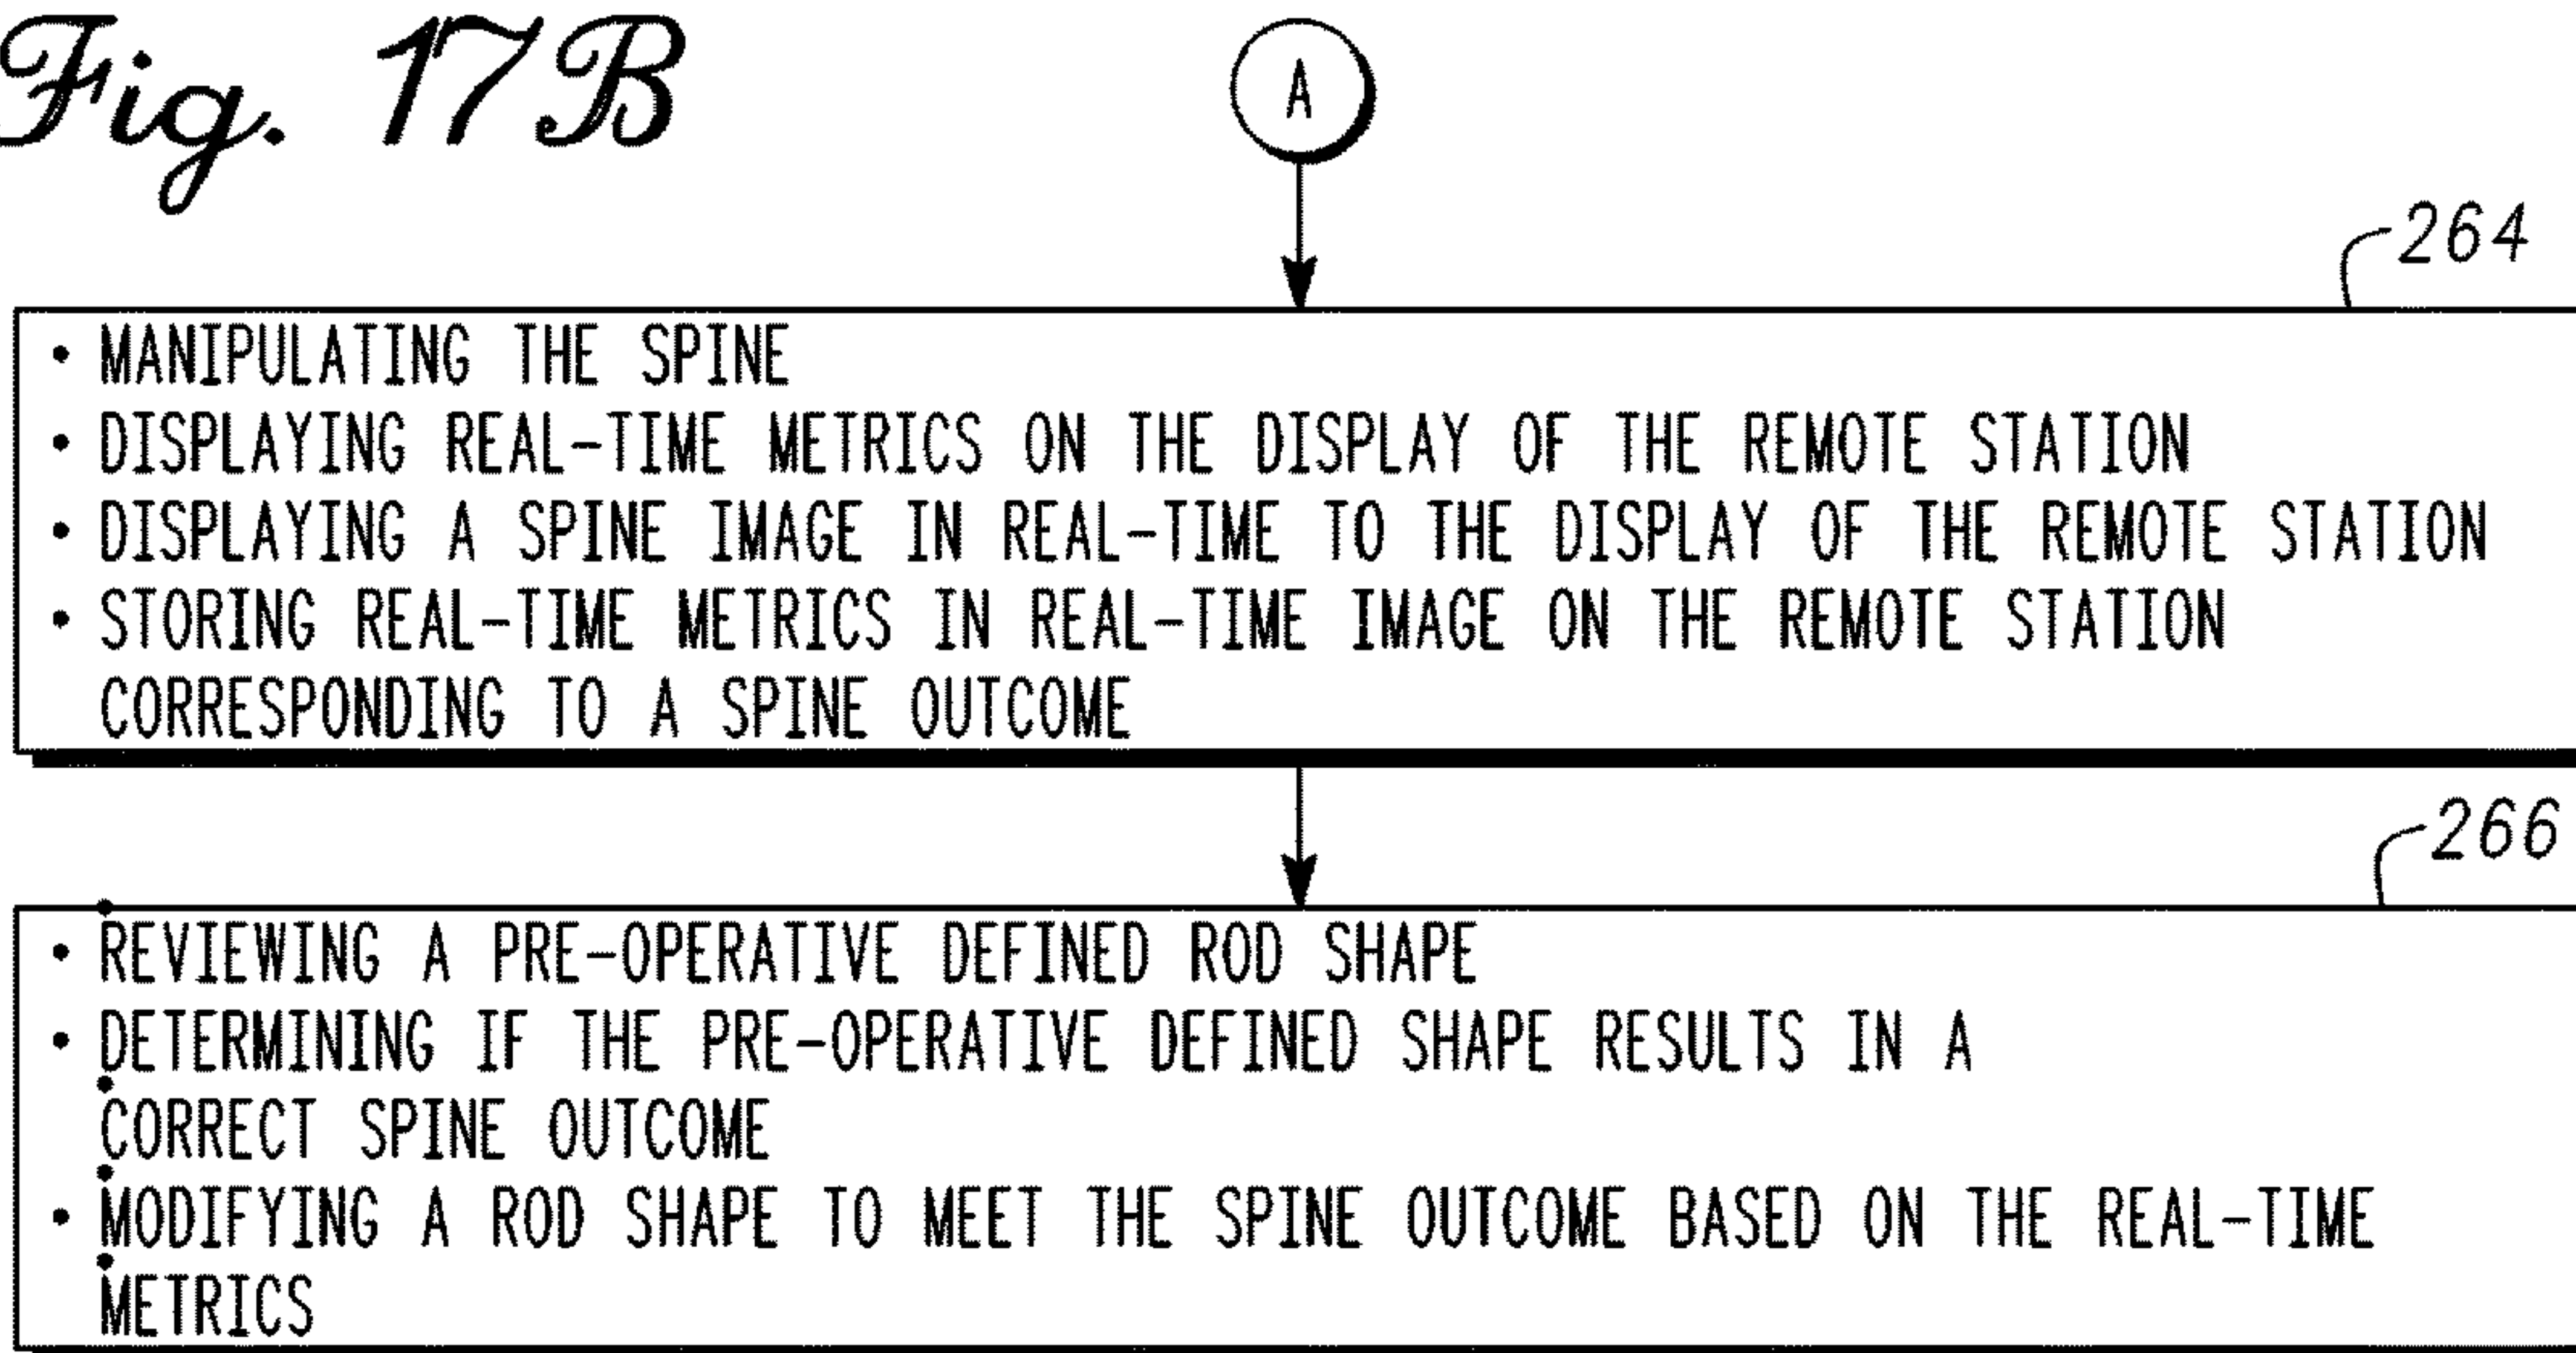 Fig. 17B
A
264
• MANIPULATING THE SPINE
• DISPLAYING REAL-TIME METRICS ON THE DISPLAY OF THE REMOTE STATION
• DISPLAYING A SPINE IMAGE IN REAL-TIME TO THE DISPLAY OF THE REMOTE STATION
• STORING REAL-TIME METRICS IN REAL-TIME IMAGE ON THE REMOTE STATION
CORRESPONDING TO A SPINE OUTCOME
266
• REVIEWING A PRE-OPERATIVE DEFINED ROD SHAPE
• DETERMINING IF THE PRE-OPERATIVE DEFINED SHAPE RESULTS IN A
CORRECT SPINE OUTCOME
• MODIFYING A ROD SHAPE TO MEET THE SPINE OUTCOME BASED ON THE REAL-TIME
METRICS